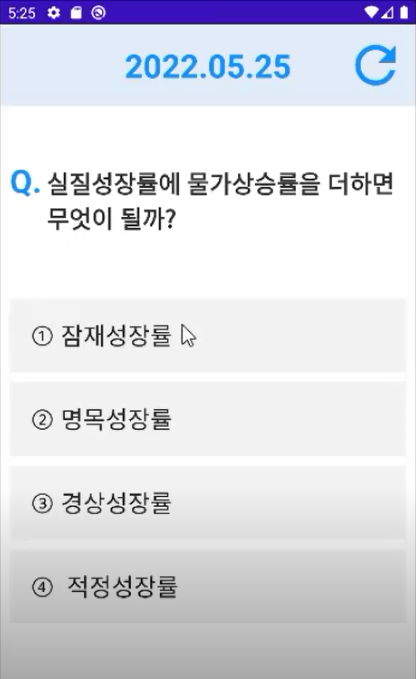 5:25
2022.05.25
Q. 실질성장률에 물가상승률을 더하면
무엇이 될까?
① 잠재성장률
② 명목성장률
③ 경상성장률
④ 적정성장률